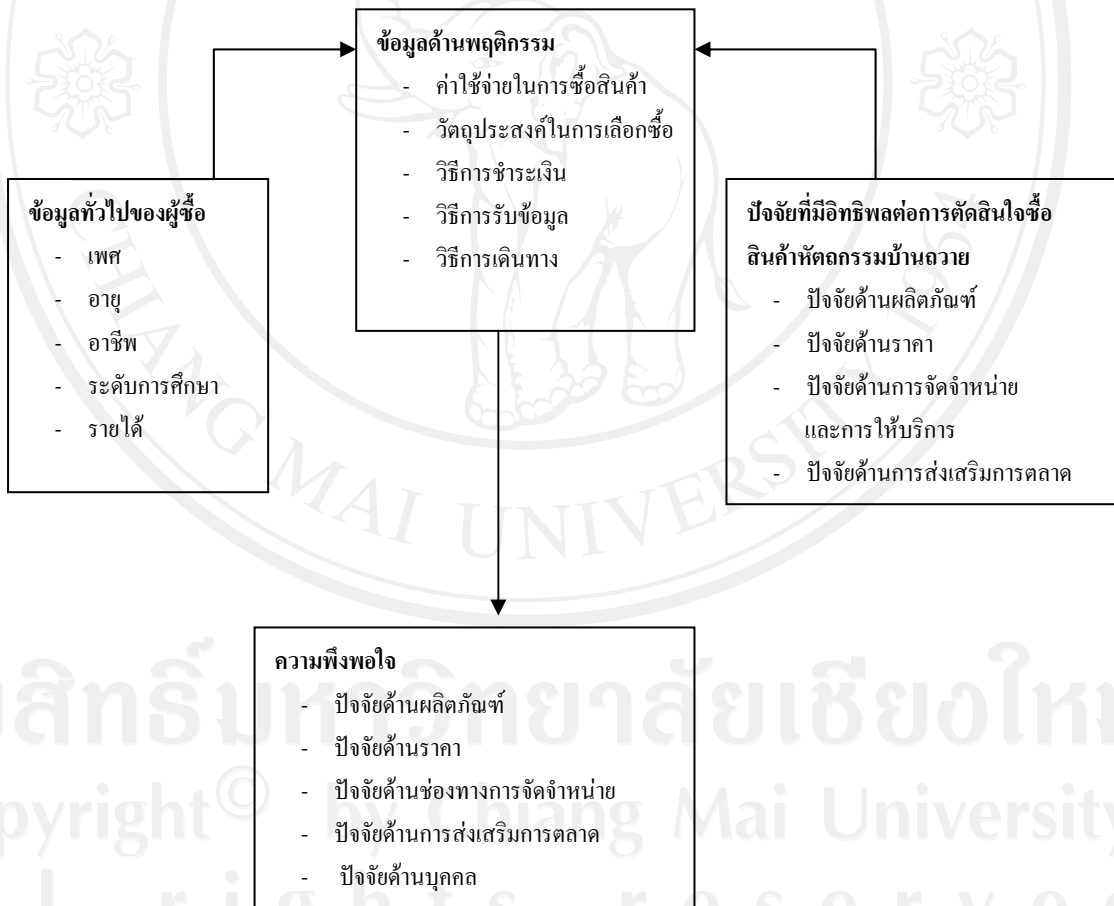 ข้อมูลด้านพฤติกรรม
- ค่าใช้จ่ายในการซื้อสินค้า
- วัตถุประสงค์ในการเลือกซื้อ
- วิธีการชำระเงิน
- วิธีการรับข้อมูล
- วิธีการเดินทาง
ข้อมูลทั่วไปของผู้ซื้อ
- เพศ
- อายุ
- อาชีพ
- ระดับการศึกษา
- รายได้
ปัจจัยที่มีอิทธิพลต่อการตัดสินใจซื้อ
สินค้าหัตถกรรมบ้านถวาย
- ปัจจัยด้านผลิตภัณฑ์
- ปัจจัยด้านราคา
- ปัจจัยด้านการจัดจำหน่าย
และการให้บริการ
- ปัจจัยด้านการส่งเสริมการตลาด
CHIANG MAI UNIVERSITY 1964
ความพึงพอใจ
- ปัจจัยด้านผลิตภัณฑ์
- ปัจจัยด้านราคา
- ปัจจัยด้านช่องทางการจัดจำหน่าย
- ปัจจัยด้านการส่งเสริมการตลาด
- ปัจจัยด้านบุคคล
สิทธิ์มหาวิทยาลัยเชียงใหม
pyright© by Chiang Mai University
rights reserved